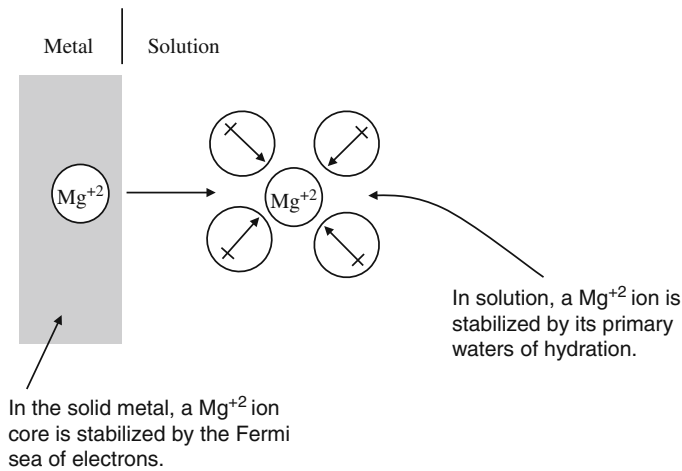 Metal
Solution
Mg+2
Mg+2
In solution, a Mg+2 ion is
stabilized by its primary
waters of hydration.
In the solid metal, a Mg+2 ion
core is stabilized by the Fermi
sea of electrons.